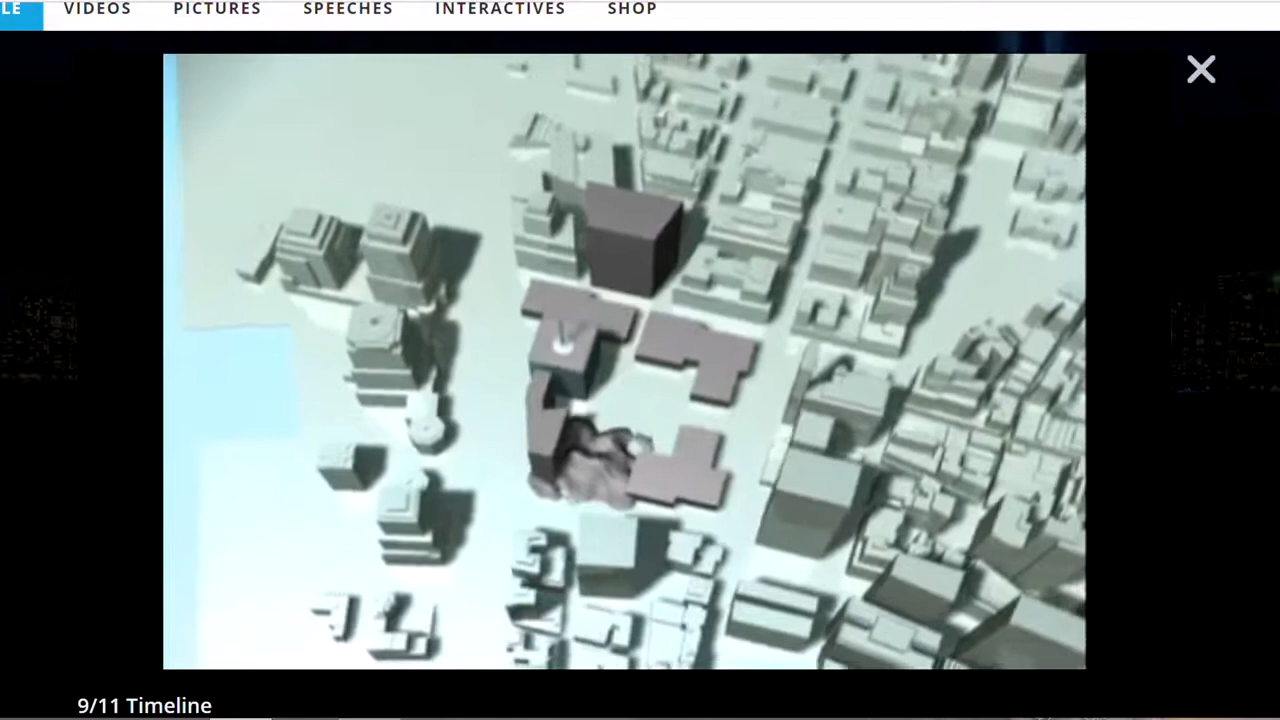 LE VIDEOS PICTURES SPEECHES INTERACTIVES SHOP
9/11 Timeline